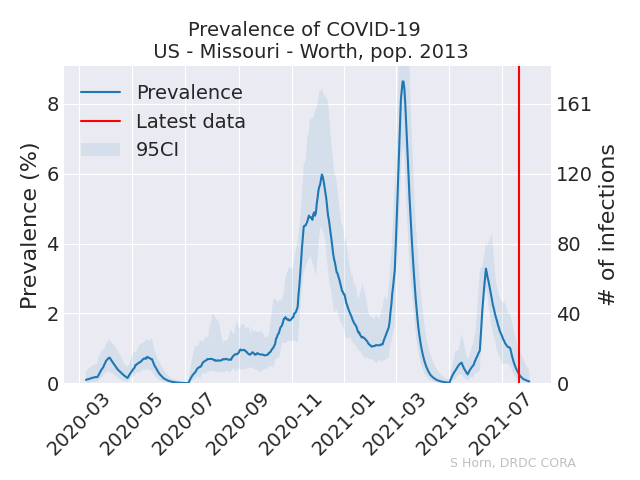 Prevalence of COVID-19
US - Missouri - Worth, pop. 2013
Prevalence
Latest data
95CI
Prevalence (%)
8
6
4
2
0
161
120
80
40
0
# of infections
2020-03
2020-05
2020-07
2020-09
2020-11
2021-01
2021-03
2021-05
2021-07
S Horn, DRDC CORA